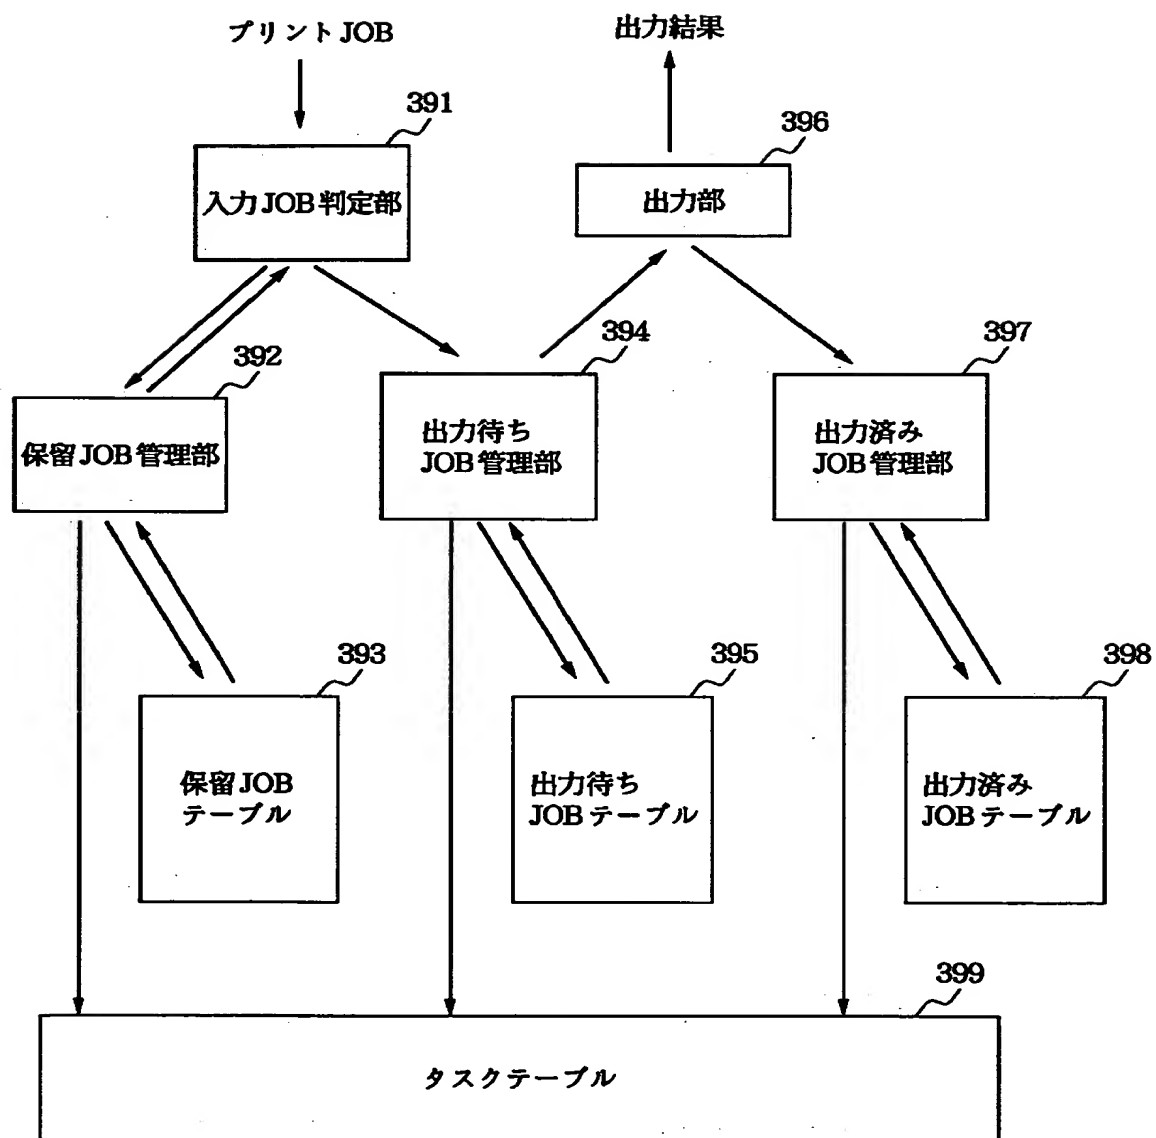 プリントJOB
出力結果
391
396
入力JOB判定部
出力部
392
394
397
保留JOB管理部
出力待ち
JOB管理部
出力済み
JOB管理部
393
395
398
保留JOB
テーブル
出力待ち
JOBテーブル
出力済み
JOBテーブル
399
タスクテーブル